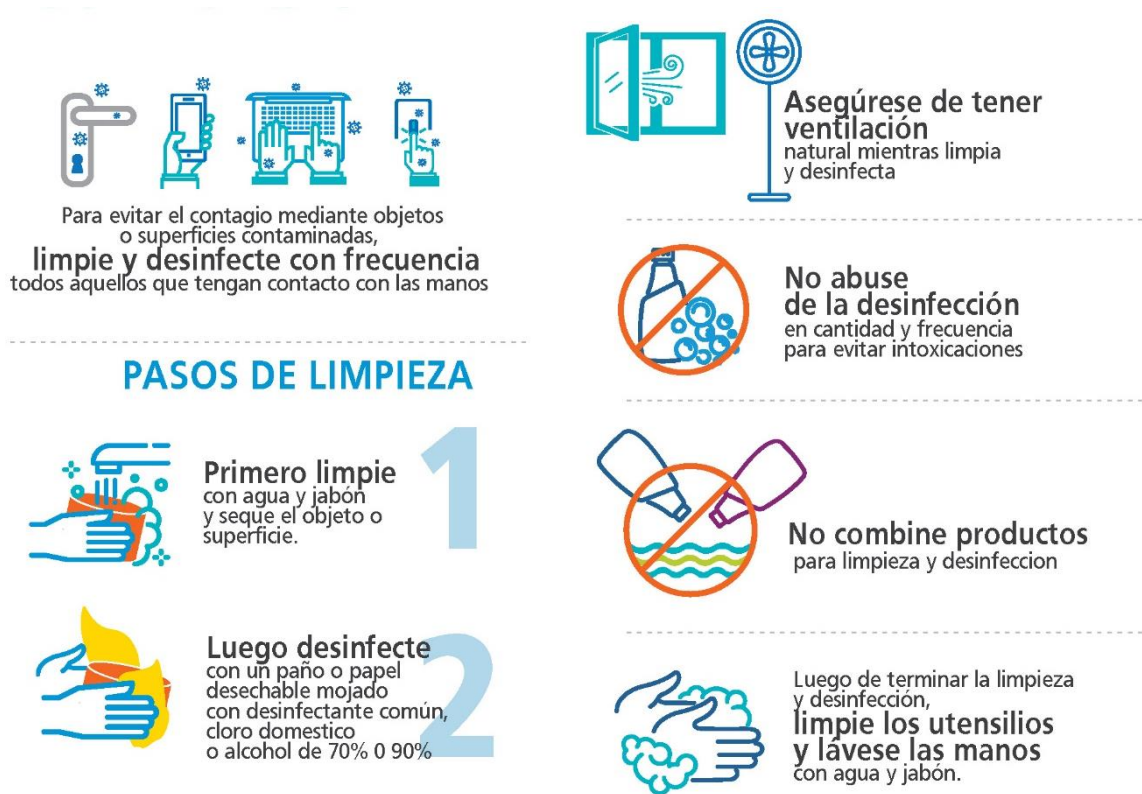 Para evitar el contagio mediante objetos
o superficies contaminadas,
limpie y desinfecte con frecuencia
todos aquellos que tengan contacto con las manos
PASOS DE LIMPIEZA
1
Primero limpie
con agua y jabón
y seque el objeto o
superficie.
2
Luego desinfecte
con un paño o papel
desechable mojado
con desinfectante común,
cloro domestico
o alcohol de 70% 0 90%
Asegúrese de tener
ventilación
natural mientras limpia
y desinfecta
No abuse
de la desinfección
en cantidad y frecuencia
para evitar intoxicaciones
No combine productos
para limpieza y desinfeccion
Luego de terminar la limpieza
y desinfección,
limpie los utensilios
y lávese las manos
con agua y jabón.